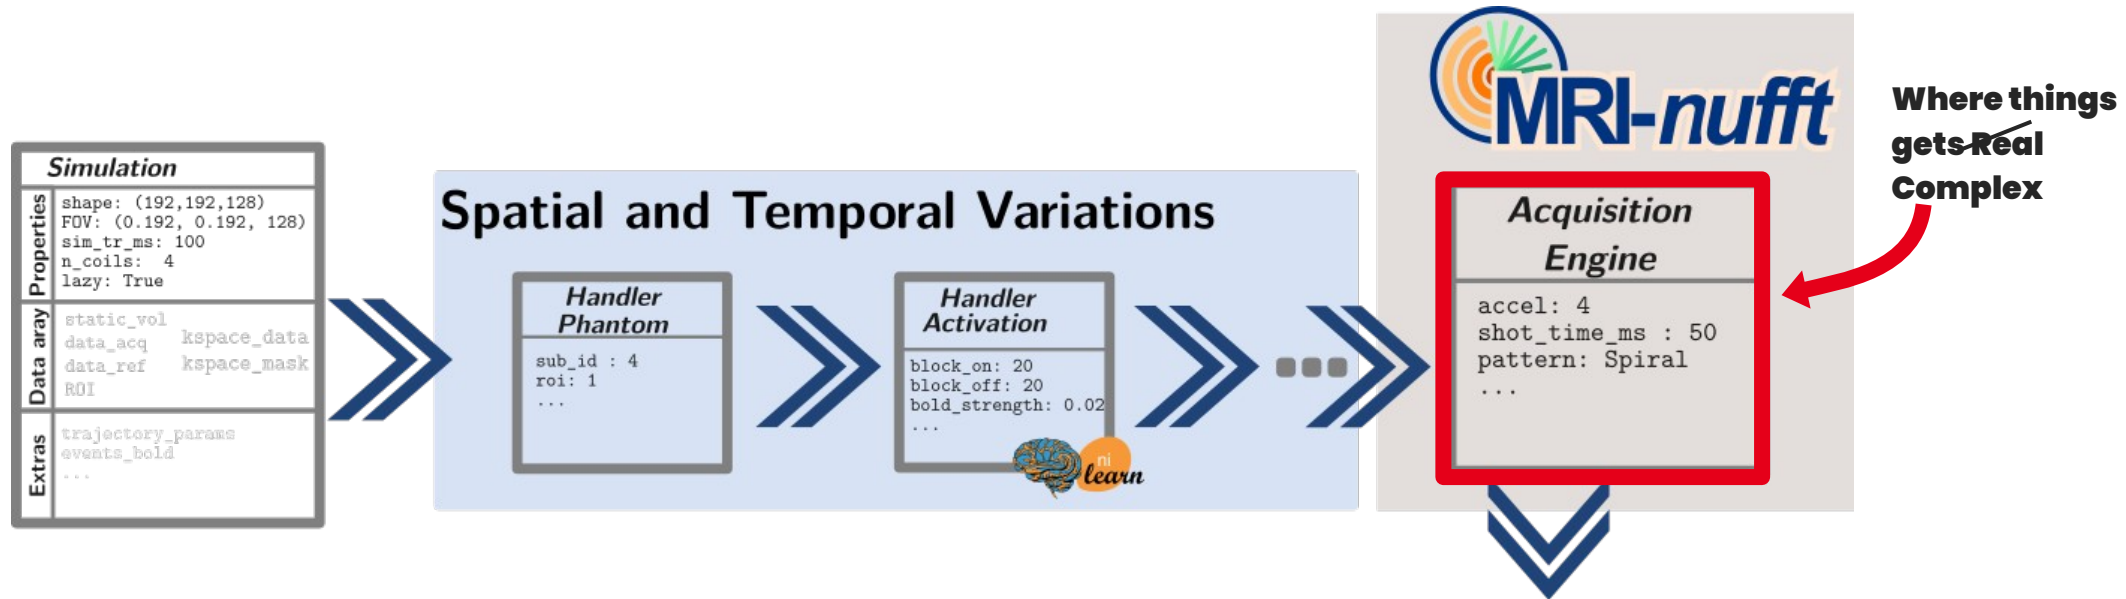 Simulation
Properties
shape: (192,192,128)
FOV: (0.192, 0.192, 128)
sim_tr_ms: 100
n_coils: 4
lazy: True
Data array
static_vol
data_acq
data_ref
ROI
kspace_data
kspace_mask
Extras
trajectory_params
events_bold
...
Spatial and Temporal Variations
Handler
Phantom
sub_id : 4
roi: 1
...
Handler
Activation
block_on: 20
block_off: 20
bold_strength: 0.02
...
ni
learn
MRI-nufft
Acquisition
Engine
accel: 4
shot_time_ms : 50
pattern: Spiral
...
Where things
gets Real
Complex